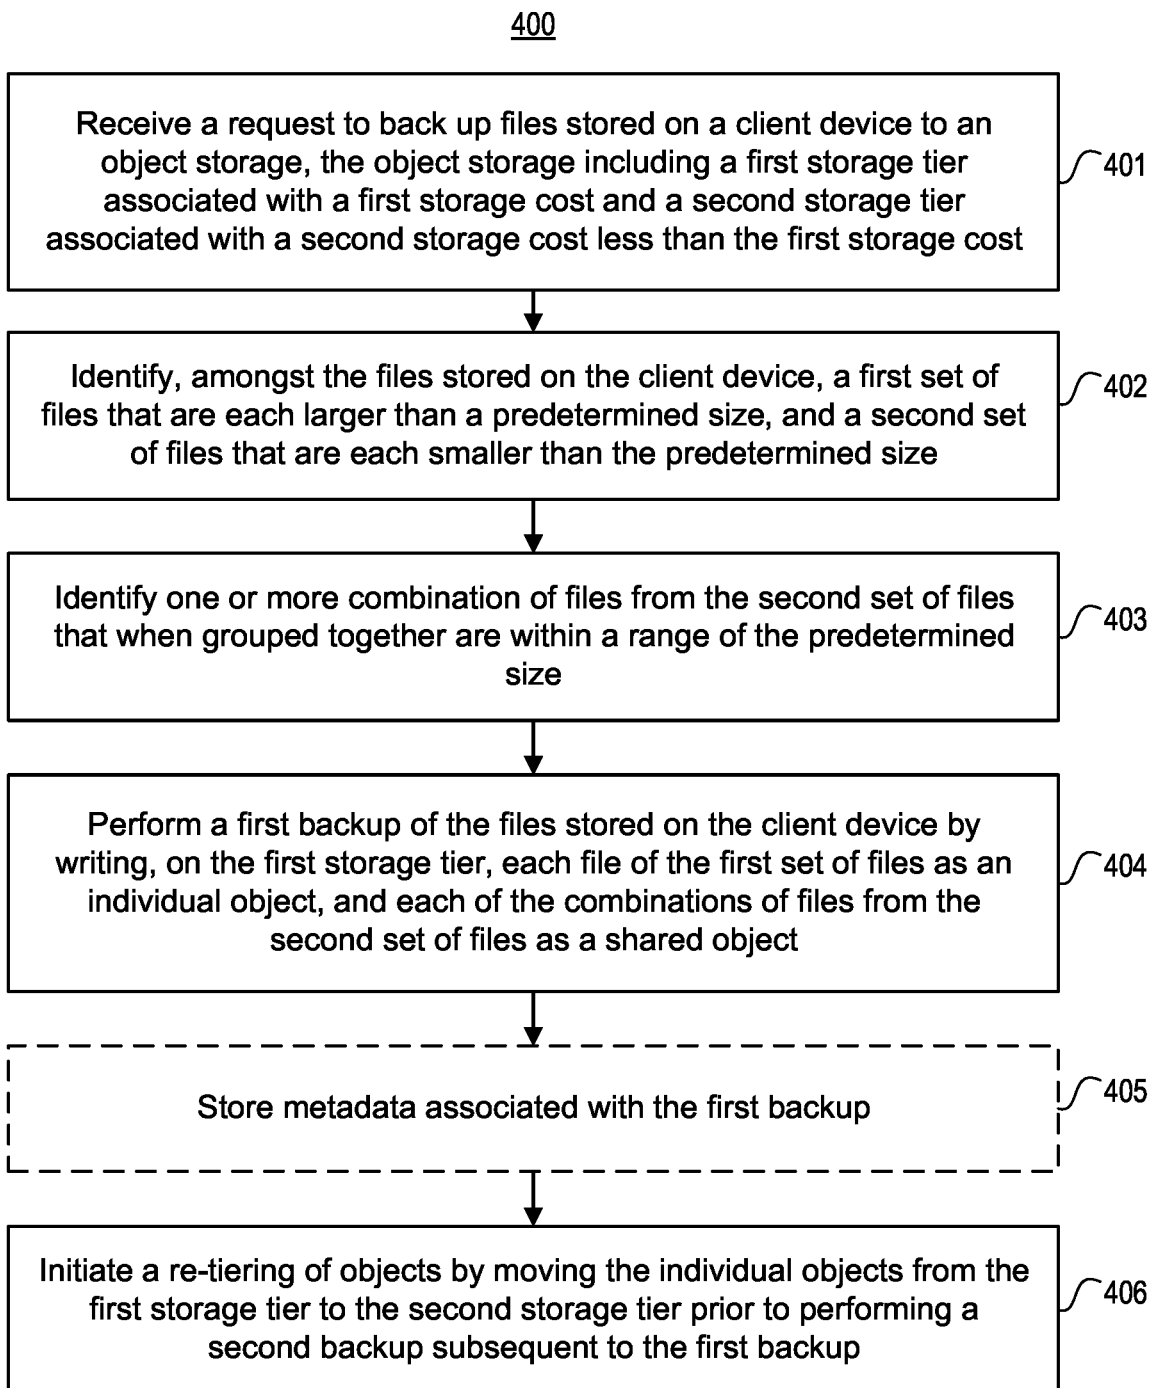 400
Receive a request to back up files stored on a client device to an
object storage, the object storage including a first storage tier
associated with a first storage cost and a second storage tier
associated with a second storage cost less than the first storage cost
401
Identify, amongst the files stored on the client device, a first set of
files that are each larger than a predetermined size, and a second set
of files that are each smaller than the predetermined size
402
Identify one or more combination of files from the second set of files
that when grouped together are within a range of the predetermined
size
403
Perform a first backup of the files stored on the client device by
writing, on the first storage tier, each file of the first set of files as an
individual object, and each of the combinations of files from the
second set of files as a shared object
404
Store metadata associated with the first backup
405
Initiate a re-tiering of objects by moving the individual objects from the
first storage tier to the second storage tier prior to performing a
second backup subsequent to the first backup
406